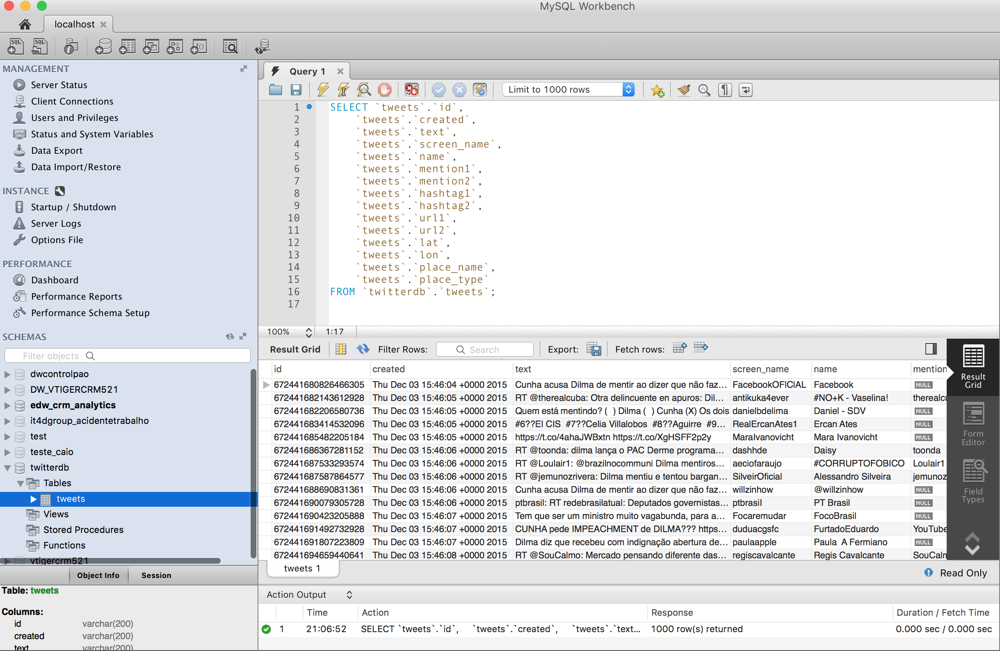 MySQL Workbench
localhost
MANAGEMENT
Server Status
Client Connections
Users and Privileges
Status and System Variables
Data Export
Data Import/Restore
INSTANCE
Startup / Shutdown
Server Logs
Options File
PERFORMANCE
Dashboard
Performance Reports
Performance Schema Setup
SCHEMAS
Filter objects
dwcontrolpao
DW_VTIGERCRM521
edw_crm_analytics
it4dgroup_acidentetrabalho
test
teste_caio
twitterdb
Tables
tweets
Views
Stored Procedures
Functions
vtigercrm521
Object Info Session
Table: tweets
Columns:
id varchar(200)
created varchar(200)
text varchar(200)
Query 1
Limit to 1000 rows
1 SELECT `tweets`.`id`,
2 `tweets`.`created`,
3 `tweets`.`text`,
4 `tweets`.`screen_name`,
5 `tweets`.`name`,
6 `tweets`.`mention1`,
7 `tweets`.`mention2`,
8 `tweets`.`hashtag1`,
9 `tweets`.`hashtag2`,
10 `tweets`.`url1`,
11 `tweets`.`url2`,
12 `tweets`.`lat`,
13 `tweets`.`lon`,
14 `tweets`.`place_name`,
15 `tweets`.`place_type`
16 FROM `twitterdb`.`tweets`;
17
100% 1:17
Result Grid Filter Rows: Search Export: Fetch rows:
id created text screen_name name mention
672441680826466305 Thu Dec 03 15:46:04 +0000 2015 Cunha acusa Dilma de mentir ao dizer que não faz... FacebookOFICIAL Facebook NULL
672441682143612928 Thu Dec 03 15:46:05 +0000 2015 RT @therealcuba: Otra delincuente en apuros: Dil... antikuka4ever #NO+K - Vaselina! therealcu
672441682206580736 Thu Dec 03 15:46:05 +0000 2015 Quem está mentindo? ( ) Dilma ( ) Cunha (X) Os dois danielbdelima Daniel - SDV NULL
672441683414532096 Thu Dec 03 15:46:05 +0000 2015 #6??El CIS #7??Celia Villalobos #8??Aguirre #9... RealErcanAtes1 Ercan Ates NULL
672441685482205184 Thu Dec 03 15:46:05 +0000 2015 https://t.co/4ahaJWBxtn https://t.co/XgHSFF2p2y MaraIvanovicht Mara Ivanovicht NULL
672441686367281152 Thu Dec 03 15:46:06 +0000 2015 RT @toonda: dilma lança o PAC Derme programa... dashhde Daisy toonda
672441687533293574 Thu Dec 03 15:46:06 +0000 2015 RT @Loulair1: @brazilnocommuni Dilma mentiros... aeciofaraujo #CORRUPTOFOBICO Loulair1
672441687587864577 Thu Dec 03 15:46:06 +0000 2015 RT @jemunozrivera: Dilma mentiu e tentou bargan... SilveirOficial Alessandro Silveira jemunoz
672441688690831361 Thu Dec 03 15:46:06 +0000 2015 Cunha acusa Dilma de mentir ao dizer que não faz... willzinhow @willzinhow NULL
672441690079305728 Thu Dec 03 15:46:06 +0000 2015 ptbrasil: RT redebrasilatual: Deputados governistas... ptbrasil PT Brasil NULL
672441690423205888 Thu Dec 03 15:46:07 +0000 2015 Tem que ser um ministro muito vagabunda, para a... Focaremudar FocoBrasil NULL
672441691492732928 Thu Dec 03 15:46:07 +0000 2015 CUNHA pede IMPEACHMENT de DILMA??? https... duduacgsfc FurtadoEduardo YouTube
672441691807223809 Thu Dec 03 15:46:07 +0000 2015 Dilma diz que recebeu com indignação abertura de... paulaapple Paula A Fermiano NULL
672441694659440641 Thu Dec 03 15:46:08 +0000 2015 RT @SouCalmo: Mercado pensando diferente das... regiscavalcante Regis Cavalcante SouCalm
Result
Grid
Form
Editor
Field
Types
tweets 1
Read Only
Action Output
Time Action Response Duration / Fetch Time
1 21:06:52 SELECT `tweets`.`id`, `tweets`.`created`, `tweets`.`text... 1000 row(s) returned 0.000 sec / 0.000 sec